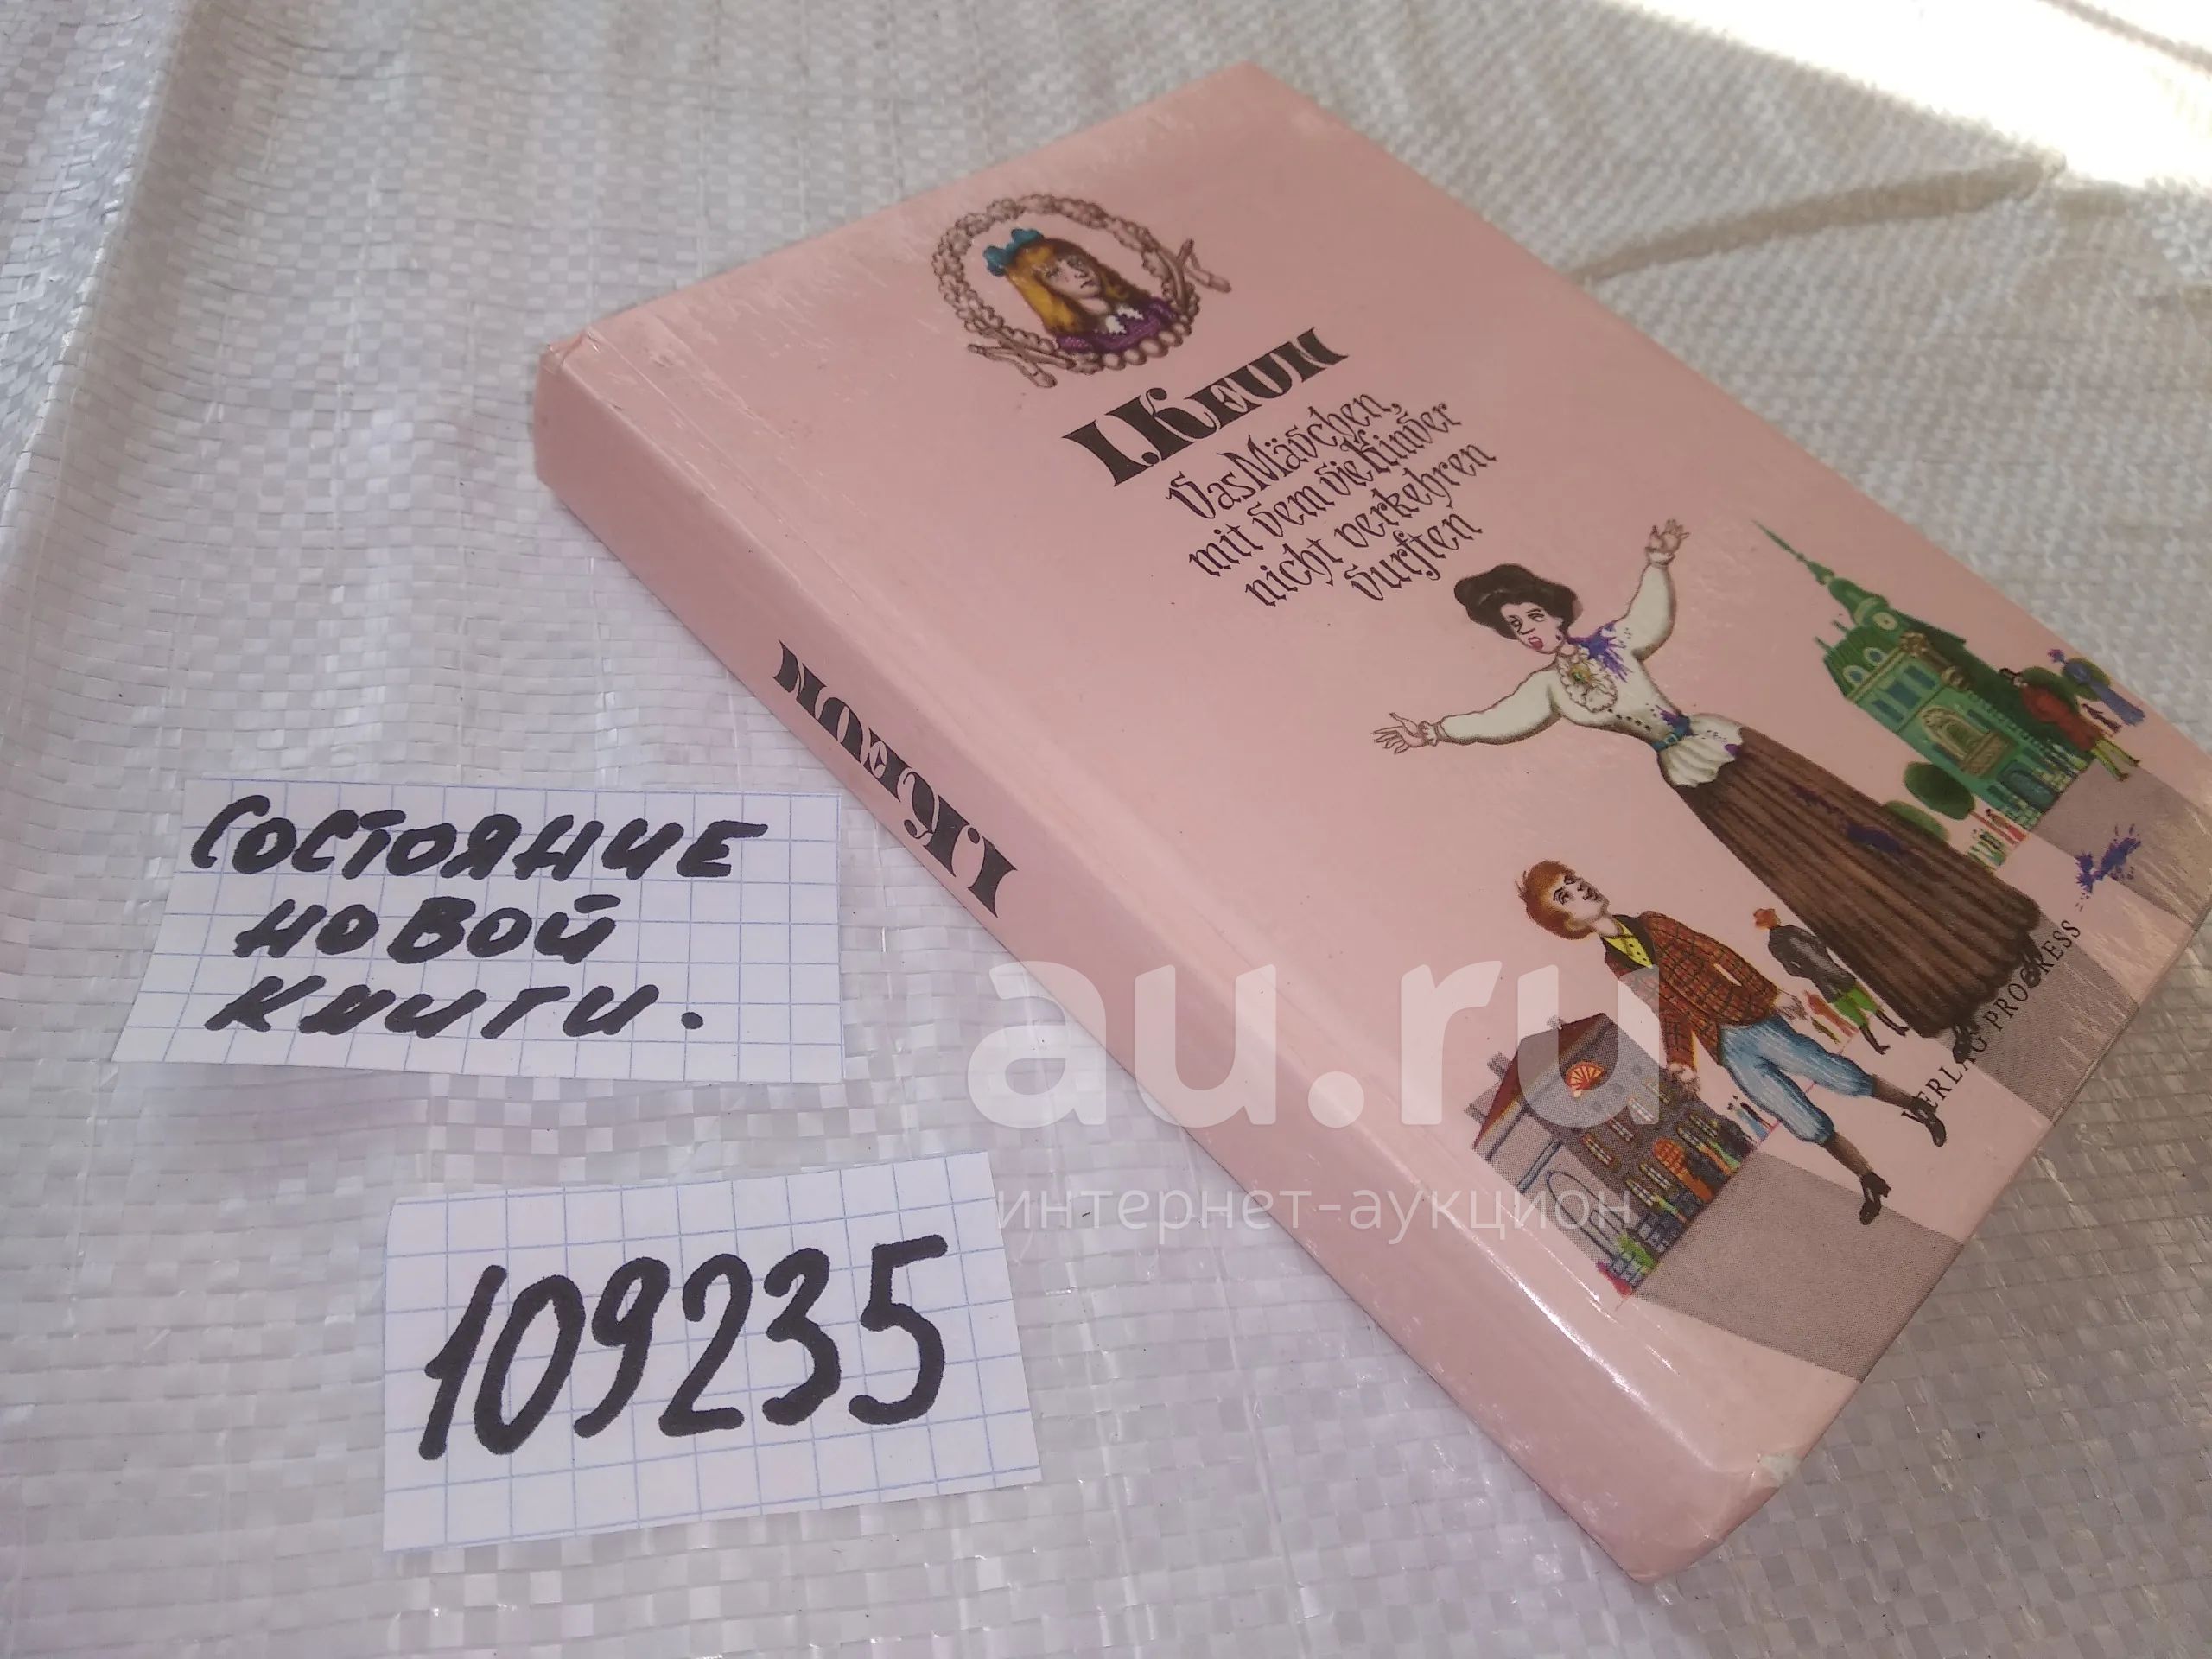 I. KEUN
Das Mädchen,
mit dem die Kinder
nicht verkehren
durften
I. KEUN
VERLAG PROGRESS
СОСТОЯНИЕ
НОВОЙ
КНИГИ.
109235
au.ru
интернет-аукцион